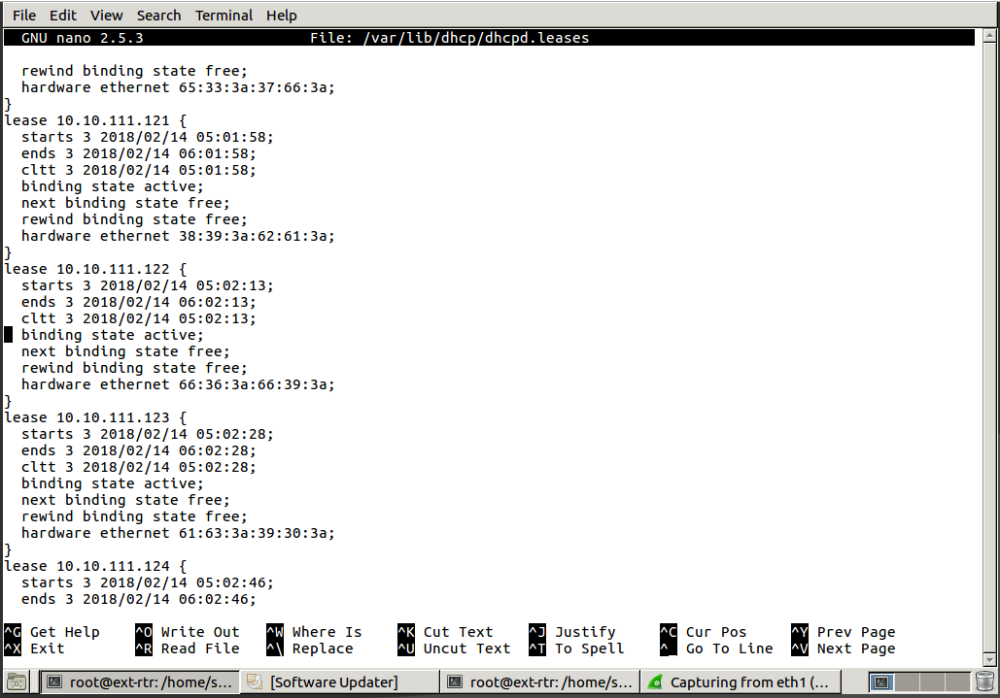 File Edit View Search Terminal Help
GNU nano 2.5.3 File: /var/lib/dhcp/dhcpd.leases
rewind binding state free;
hardware ethernet 65:33:3a:37:66:3a;
}
lease 10.10.111.121 {
starts 3 2018/02/14 05:01:58;
ends 3 2018/02/14 06:01:58;
cltt 3 2018/02/14 05:01:58;
binding state active;
next binding state free;
rewind binding state free;
hardware ethernet 38:39:3a:62:61:3a;
}
lease 10.10.111.122 {
starts 3 2018/02/14 05:02:13;
ends 3 2018/02/14 06:02:13;
cltt 3 2018/02/14 05:02:13;
binding state active;
next binding state free;
rewind binding state free;
hardware ethernet 66:36:3a:66:39:3a;
}
lease 10.10.111.123 {
starts 3 2018/02/14 05:02:28;
ends 3 2018/02/14 06:02:28;
cltt 3 2018/02/14 05:02:28;
binding state active;
next binding state free;
rewind binding state free;
hardware ethernet 61:63:3a:39:30:3a;
}
lease 10.10.111.124 {
starts 3 2018/02/14 05:02:46;
ends 3 2018/02/14 06:02:46;
^G Get Help ^O Write Out ^W Where Is ^K Cut Text ^J Justify ^C Cur Pos ^Y Prev Page
^X Exit ^R Read File ^\ Replace ^U Uncut Text ^T To Spell ^_ Go To Line ^V Next Page
root@ext-rtr: /home/s... [Software Updater] root@ext-rtr: /home/s... Capturing from eth1 (...